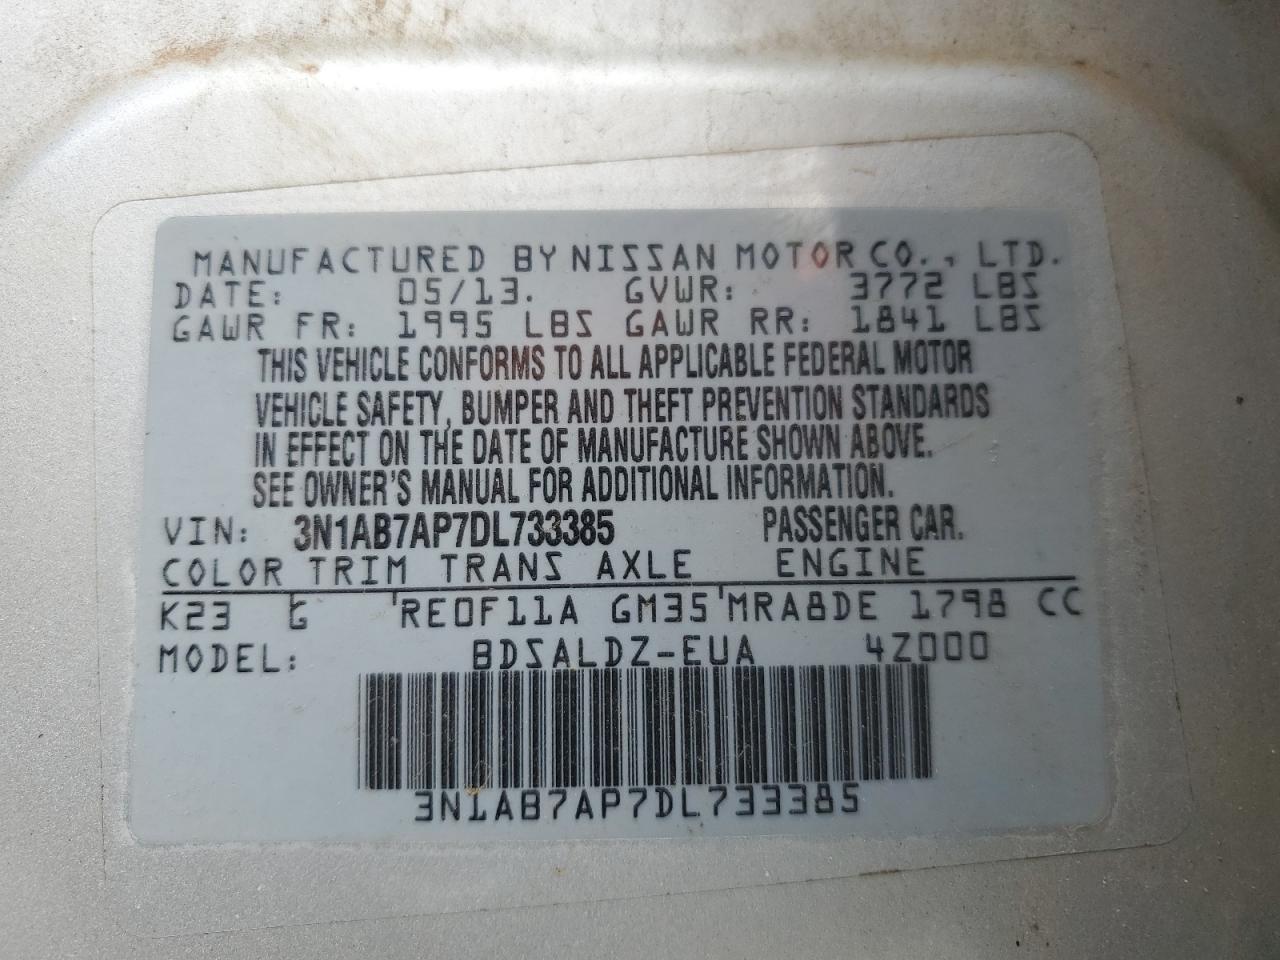 MANUFACTURED BY NISSAN MOTOR CO., LTD.
DATE: 05/13. GVWR: 3772 LBS
GAWR FR: 1995 LBS GAWR RR: 1841 LBS
THIS VEHICLE CONFORMS TO ALL APPLICABLE FEDERAL MOTOR
VEHICLE SAFETY, BUMPER AND THEFT PREVENTION STANDARDS
IN EFFECT ON THE DATE OF MANUFACTURE SHOWN ABOVE.
SEE OWNER'S MANUAL FOR ADDITIONAL INFORMATION.
VIN: 3N1AB7AP7DL733385 PASSENGER CAR.
COLOR TRIM TRANS AXLE ENGINE
K23 G RE0F11A GM35 MRA8DE 1798 CC
MODEL: BDSALDZ-EUA 4Z000
3N1AB7AP7DL733385